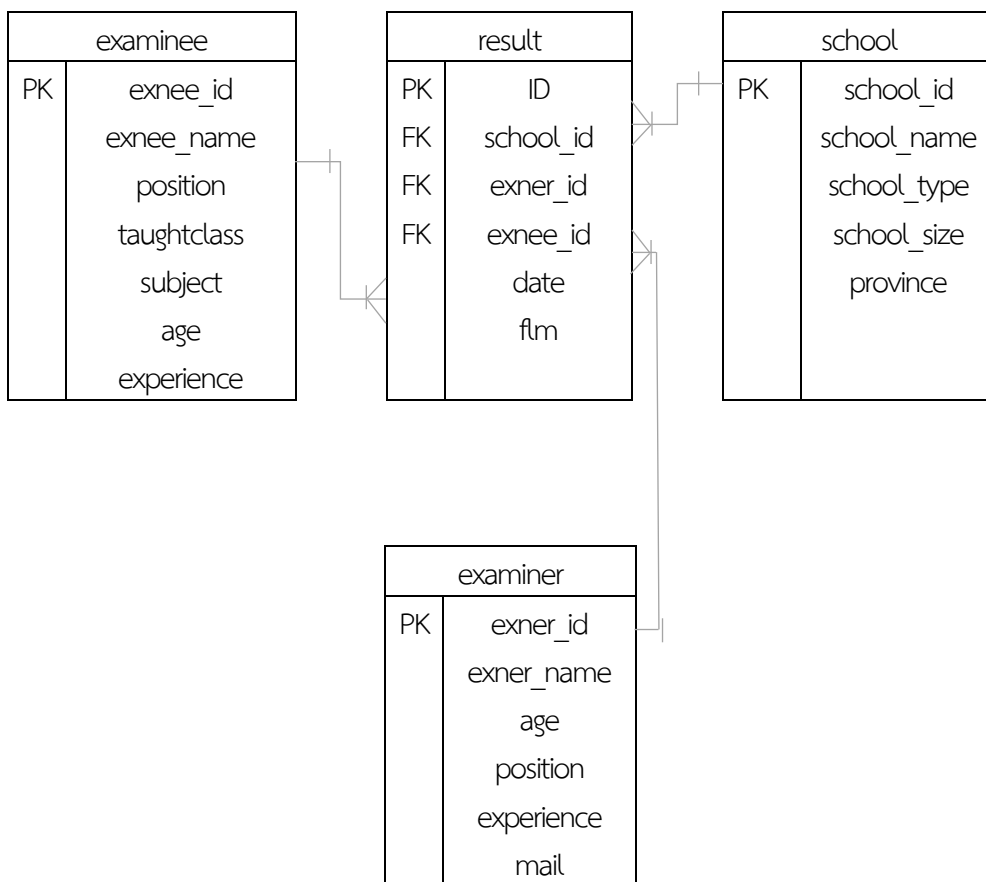 examinee
PK exnee_id
exnee_name
position
taughtclass
subject
age
experience
result
PK ID
FK school_id
FK exner_id
FK exnee_id
date
flm
school
PK school_id
school_name
school_type
school_size
province
examiner
PK exner_id
exner_name
age
position
experience
mail